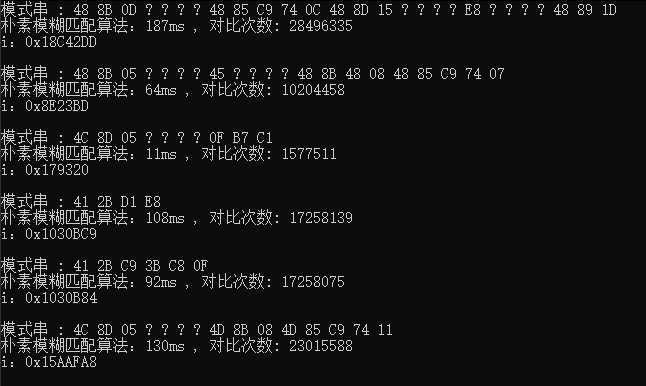 模式串 : 48 8B 0D ? ? ? ? 48 85 C9 74 0C 48 8D 15 ? ? ? ? E8 ? ? ? ? 48 89 1D
朴素模糊匹配算法: 187ms , 对比次数: 28496335
i: 0x18C42DD
模式串 : 48 8B 05 ? ? ? ? 45 ? ? ? ? 48 8B 48 08 48 85 C9 74 07
朴素模糊匹配算法: 64ms , 对比次数: 10204458
i: 0x8E23BD
模式串 : 4C 8D 05 ? ? ? ? 0F B7 C1
朴素模糊匹配算法: 11ms , 对比次数: 1577511
i: 0x179320
模式串 : 41 2B D1 E8
朴素模糊匹配算法: 108ms , 对比次数: 17258139
i: 0x1030BC9
模式串 : 41 2B C9 3B C8 0F
朴素模糊匹配算法: 92ms , 对比次数: 17258075
i: 0x1030B84
模式串 : 4C 8D 05 ? ? ? ? 4D 8B 08 4D 85 C9 74 11
朴素模糊匹配算法: 130ms , 对比次数: 23015588
i: 0x15AAFA8